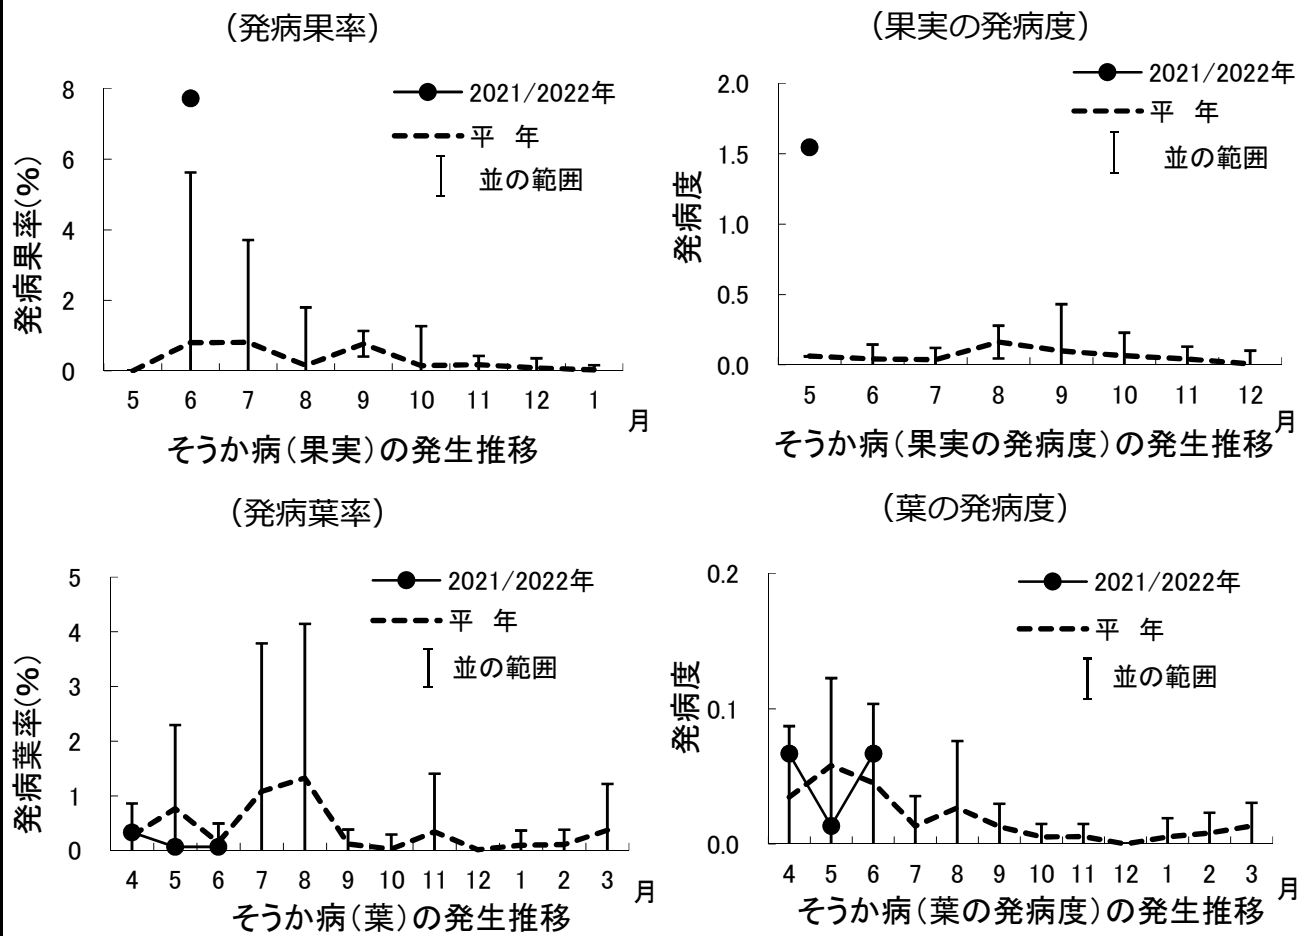 （発病果率）
8
6
4
2
0
発病果率(%)
2021/2022年
平 年
並の範囲
5 6 7 8 9 10 11 12 1
月
そうか病（果実）の発生推移
（果実の発病度）
2.0
1.5
1.0
0.5
0.0
発病度
2021/2022年
平 年
並の範囲
5 6 7 8 9 10 11 12
月
そうか病（果実の発病度）の発生推移
（発病葉率）
5
4
3
2
1
0
発病葉率(%)
2021/2022年
平 年
並の範囲
4 5 6 7 8 9 10 11 12 1 2 3
月
そうか病（葉）の発生推移
（葉の発病度）
0.2
0.1
0.0
発病度
2021/2022年
平 年
並の範囲
4 5 6 7 8 9 10 11 12 1 2 3
月
そうか病（葉の発病度）の発生推移